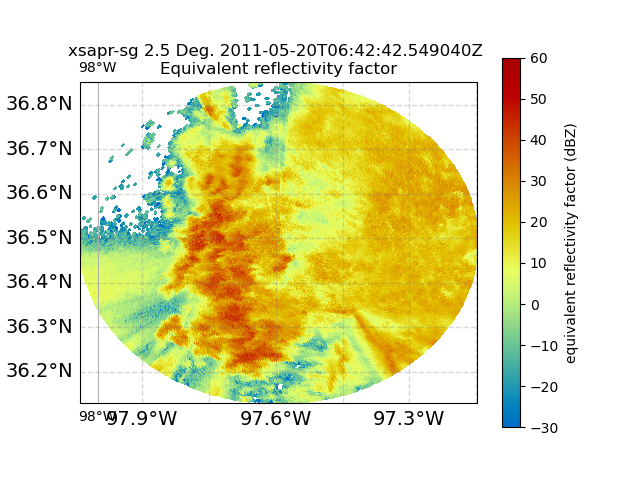 xsapr-sg 2.5 Deg. 2011-05-20T06:42:42.549040Z
Equivalent reflectivity factor
98°W
36.8°N
36.7°N
36.6°N
36.5°N
36.4°N
36.3°N
36.2°N
98°W
97.9°W
97.6°W
97.3°W
60
50
40
30
20
10
0
−10
−20
−30
equivalent reflectivity factor (dBZ)